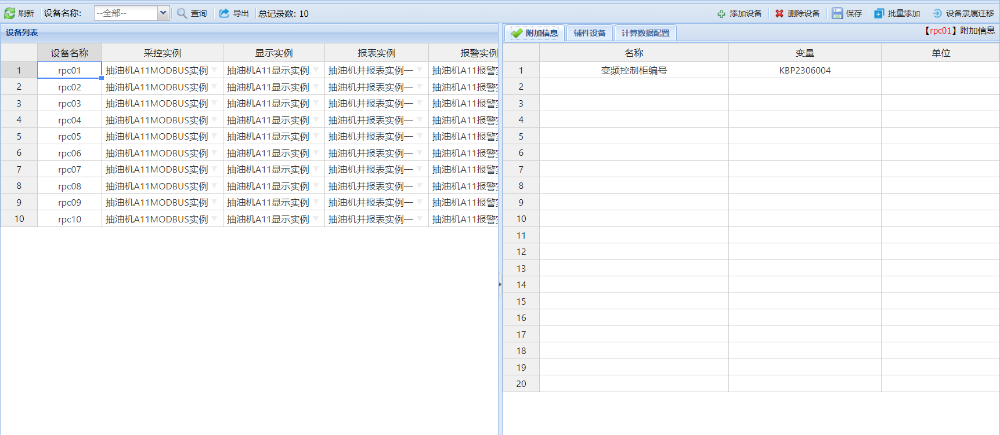 刷新 设备名称: --全部-- 查询 导出 总记录数: 10 添加设备 删除设备 保存 批量添加 设备隶属迁移
设备列表
设备名称 采控实例 显示实例 报表实例 报警实例
1 rpc01 抽油机A11MODBUS实例 抽油机A11显示实例 抽油机井报表实例一 抽油机A11报警
2 rpc02 抽油机A11MODBUS实例 抽油机A11显示实例 抽油机井报表实例一 抽油机A11报警
3 rpc03 抽油机A11MODBUS实例 抽油机A11显示实例 抽油机井报表实例一 抽油机A11报警
4 rpc04 抽油机A11MODBUS实例 抽油机A11显示实例 抽油机井报表实例一 抽油机A11报警
5 rpc05 抽油机A11MODBUS实例 抽油机A11显示实例 抽油机井报表实例一 抽油机A11报警
6 rpc06 抽油机A11MODBUS实例 抽油机A11显示实例 抽油机井报表实例一 抽油机A11报警
7 rpc07 抽油机A11MODBUS实例 抽油机A11显示实例 抽油机井报表实例一 抽油机A11报警
8 rpc08 抽油机A11MODBUS实例 抽油机A11显示实例 抽油机井报表实例一 抽油机A11报警
9 rpc09 抽油机A11MODBUS实例 抽油机A11显示实例 抽油机井报表实例一 抽油机A11报警
10 rpc10 抽油机A11MODBUS实例 抽油机A11显示实例 抽油机井报表实例一 抽油机A11报警
附加信息 辅件设备 计算数据配置 【rpc01】附加信息
名称 变量 单位
1 变频控制柜编号 KBP2306004
2
3
4
5
6
7
8
9
10
11
12
13
14
15
16
17
18
19
20